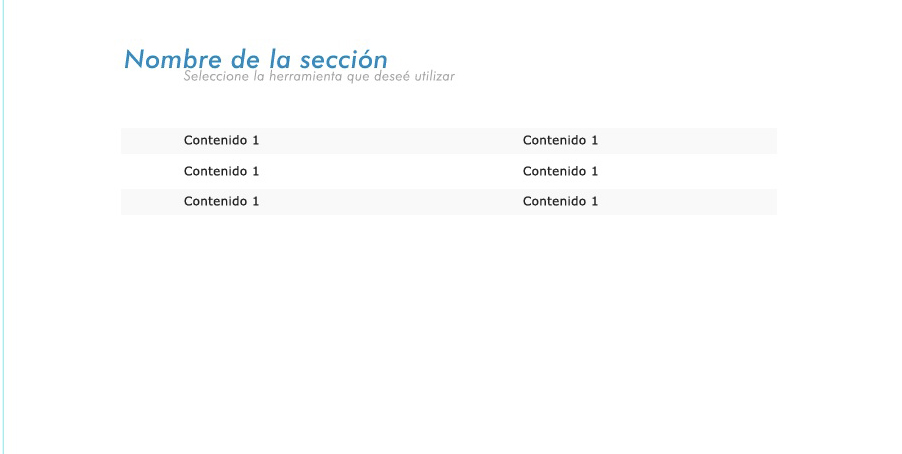 Nombre de la sección
Seleccione la herramienta que deseé utilizar
Contenido 1 Contenido 1
Contenido 1 Contenido 1
Contenido 1 Contenido 1